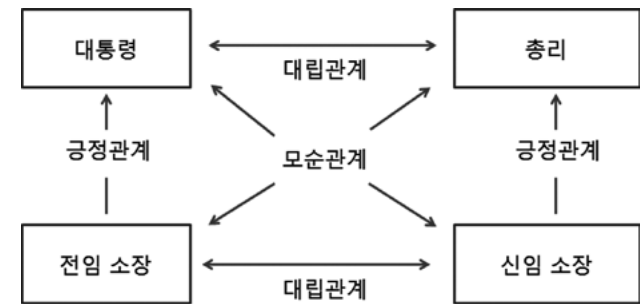 대통령
총리
대립관계
긍정관계
모순관계
긍정관계
전임 소장
신임 소장
대립관계